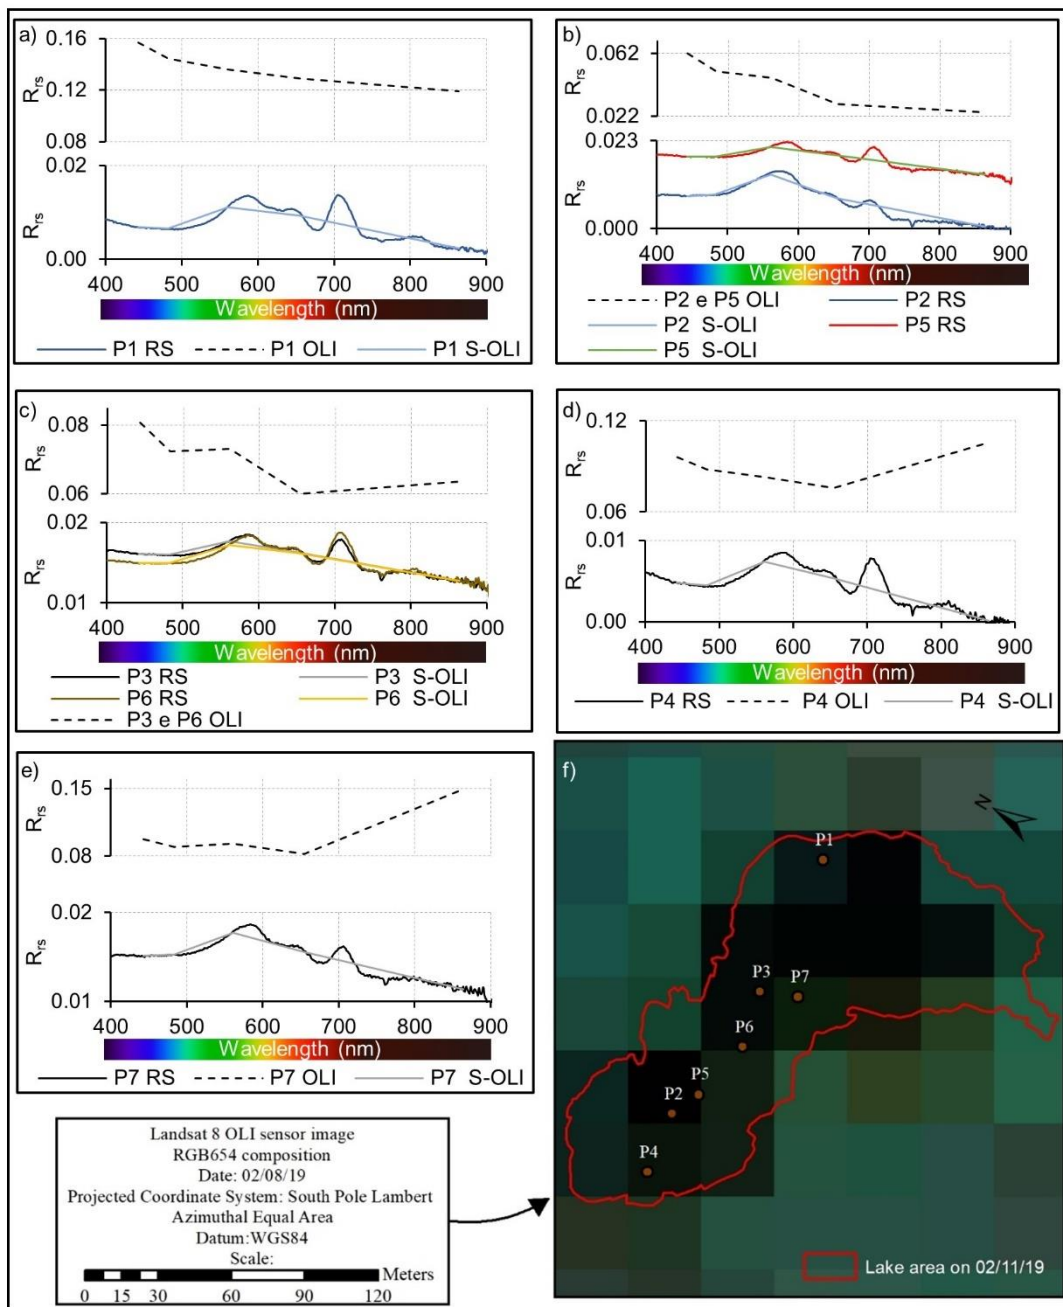 a)
0.16
0.12
0.08
Rrs
0.02
0.00
Rrs
400 500 600 700 800 900
Wavelength (nm)
P1 RS P1 OLI P1 S-OLI
b)
0.062
0.022
Rrs
0.023
0.000
Rrs
400 500 600 700 800 900
Wavelength (nm)
P2 e P5 OLI P2 RS
P2 S-OLI P5 RS
P5 S-OLI
c)
0.08
0.06
Rrs
0.02
0.01
Rrs
400 500 600 700 800 900
Wavelength (nm)
P3 RS P3 S-OLI
P6 RS P6 S-OLI
P3 e P6 OLI
d)
0.12
0.06
Rrs
0.01
0.00
Rrs
400 500 600 700 800 900
Wavelength (nm)
P4 RS P4 OLI P4 S-OLI
e)
0.15
0.08
Rrs
0.02
0.01
Rrs
400 500 600 700 800 900
Wavelength (nm)
P7 RS P7 OLI P7 S-OLI
f)
N
P1
P3
P7
P6
P5
P2
P4
Lake area on 02/11/19
Landsat 8 OLI sensor image
RGB654 composition
Date: 02/08/19
Projected Coordinate System: South Pole Lambert
Azimuthal Equal Area
Datum:WGS84
Scale:
Meters
0 15 30 60 90 120